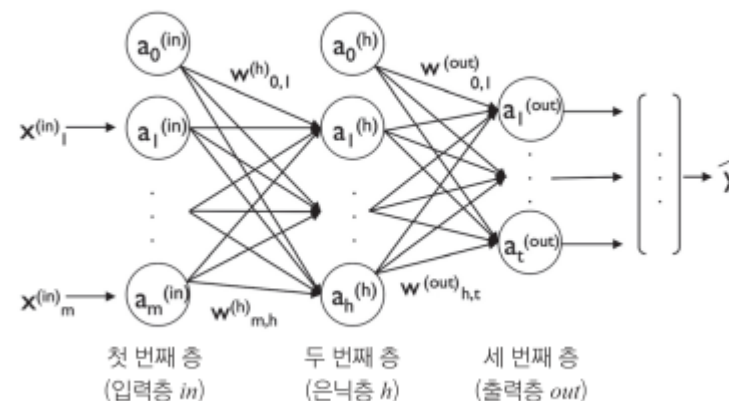 a₀⁽ⁱⁿ⁾ a₀⁽ʰ⁾
w⁽ʰ⁾₀,₁ w⁽ᵒᵘᵗ⁾₀,₁
x⁽ⁱⁿ⁾₁ a₁⁽ⁱⁿ⁾ a₁⁽ʰ⁾ a₁⁽ᵒᵘᵗ⁾
ŷ
x⁽ⁱⁿ⁾ₘ aₘ⁽ⁱⁿ⁾ w⁽ʰ⁾ₘ,ₕ aₕ⁽ʰ⁾ w⁽ᵒᵘᵗ⁾ₕ,ₜ aₜ⁽ᵒᵘᵗ⁾
첫 번째 층 두 번째 층 세 번째 층
(입력층 in) (은닉층 h) (출력층 out)